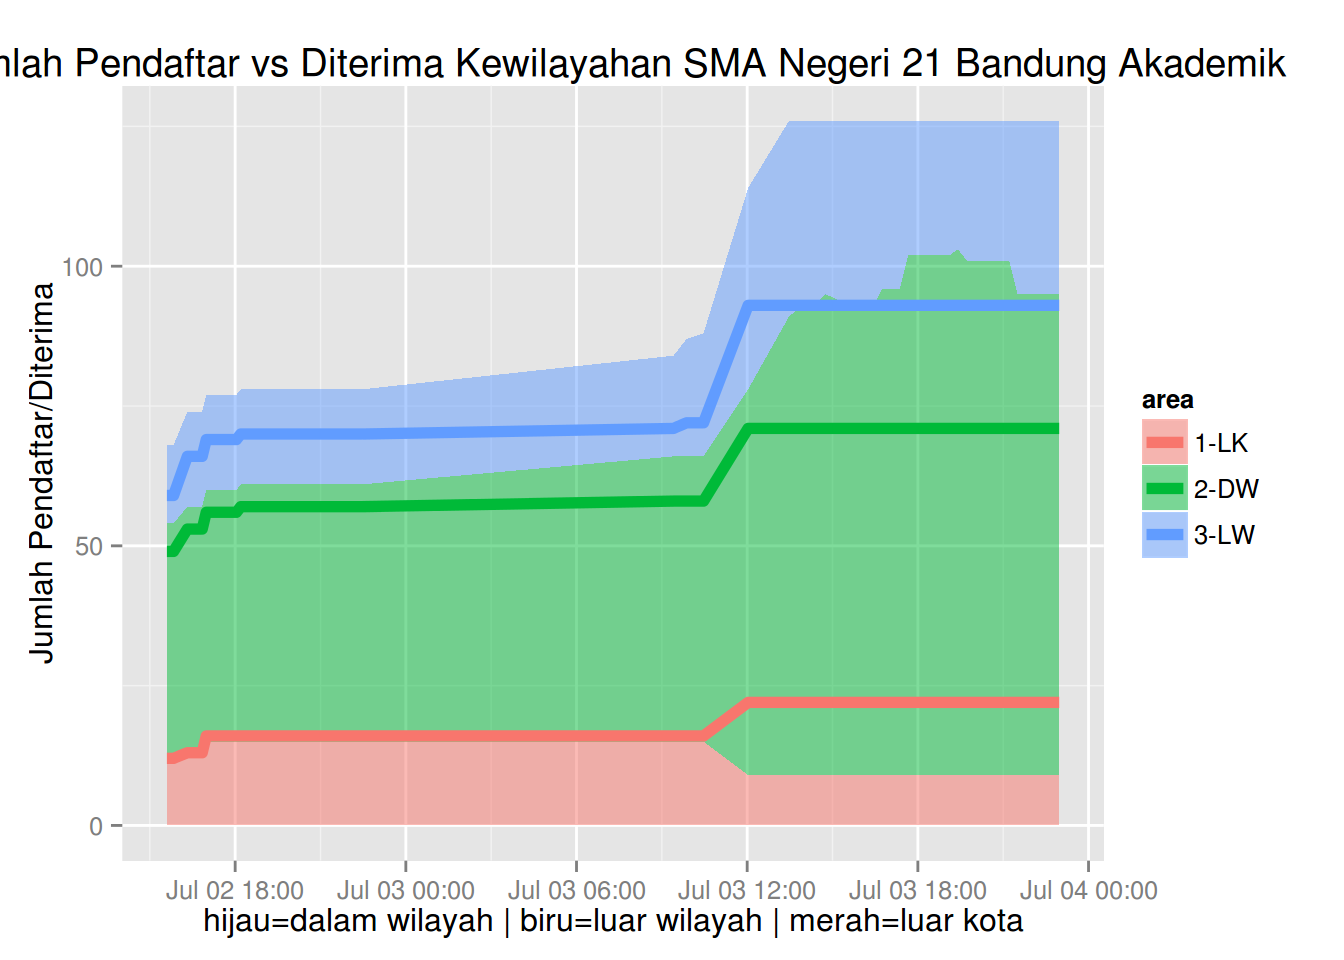 mlah Pendaftar vs Diterima Kewilayahan SMA Negeri 21 Bandung Akademik
Jumlah Pendaftar/Diterima
100
50
0
Jul 02 18:00 Jul 03 00:00 Jul 03 06:00 Jul 03 12:00 Jul 03 18:00 Jul 04 00:00
hijau=dalam wilayah | biru=luar wilayah | merah=luar kota
area
1-LK
2-DW
3-LW